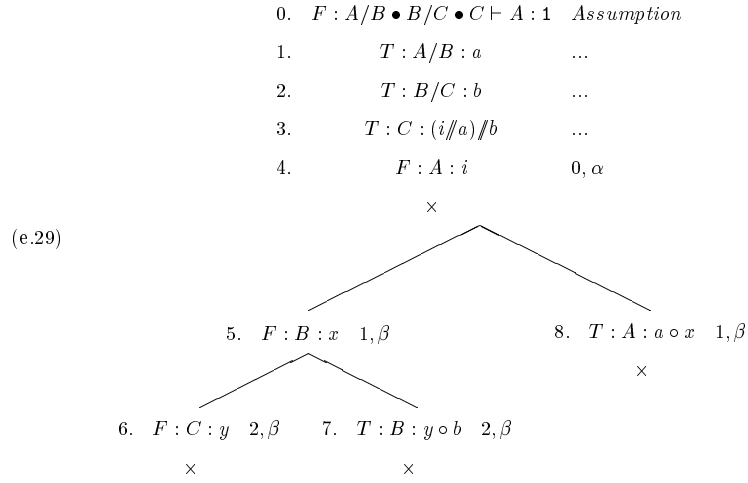 0. F : A/B • B/C • C ⊢ A : 1 Assumption
1. T : A/B : a ...
2. T : B/C : b ...
3. T : C : (i//a)//b ...
4. F : A : i 0, α
×
(e.29)
5. F : B : x 1, β 8. T : A : a ∘ x 1, β
×
6. F : C : y 2, β 7. T : B : y ∘ b 2, β
× ×